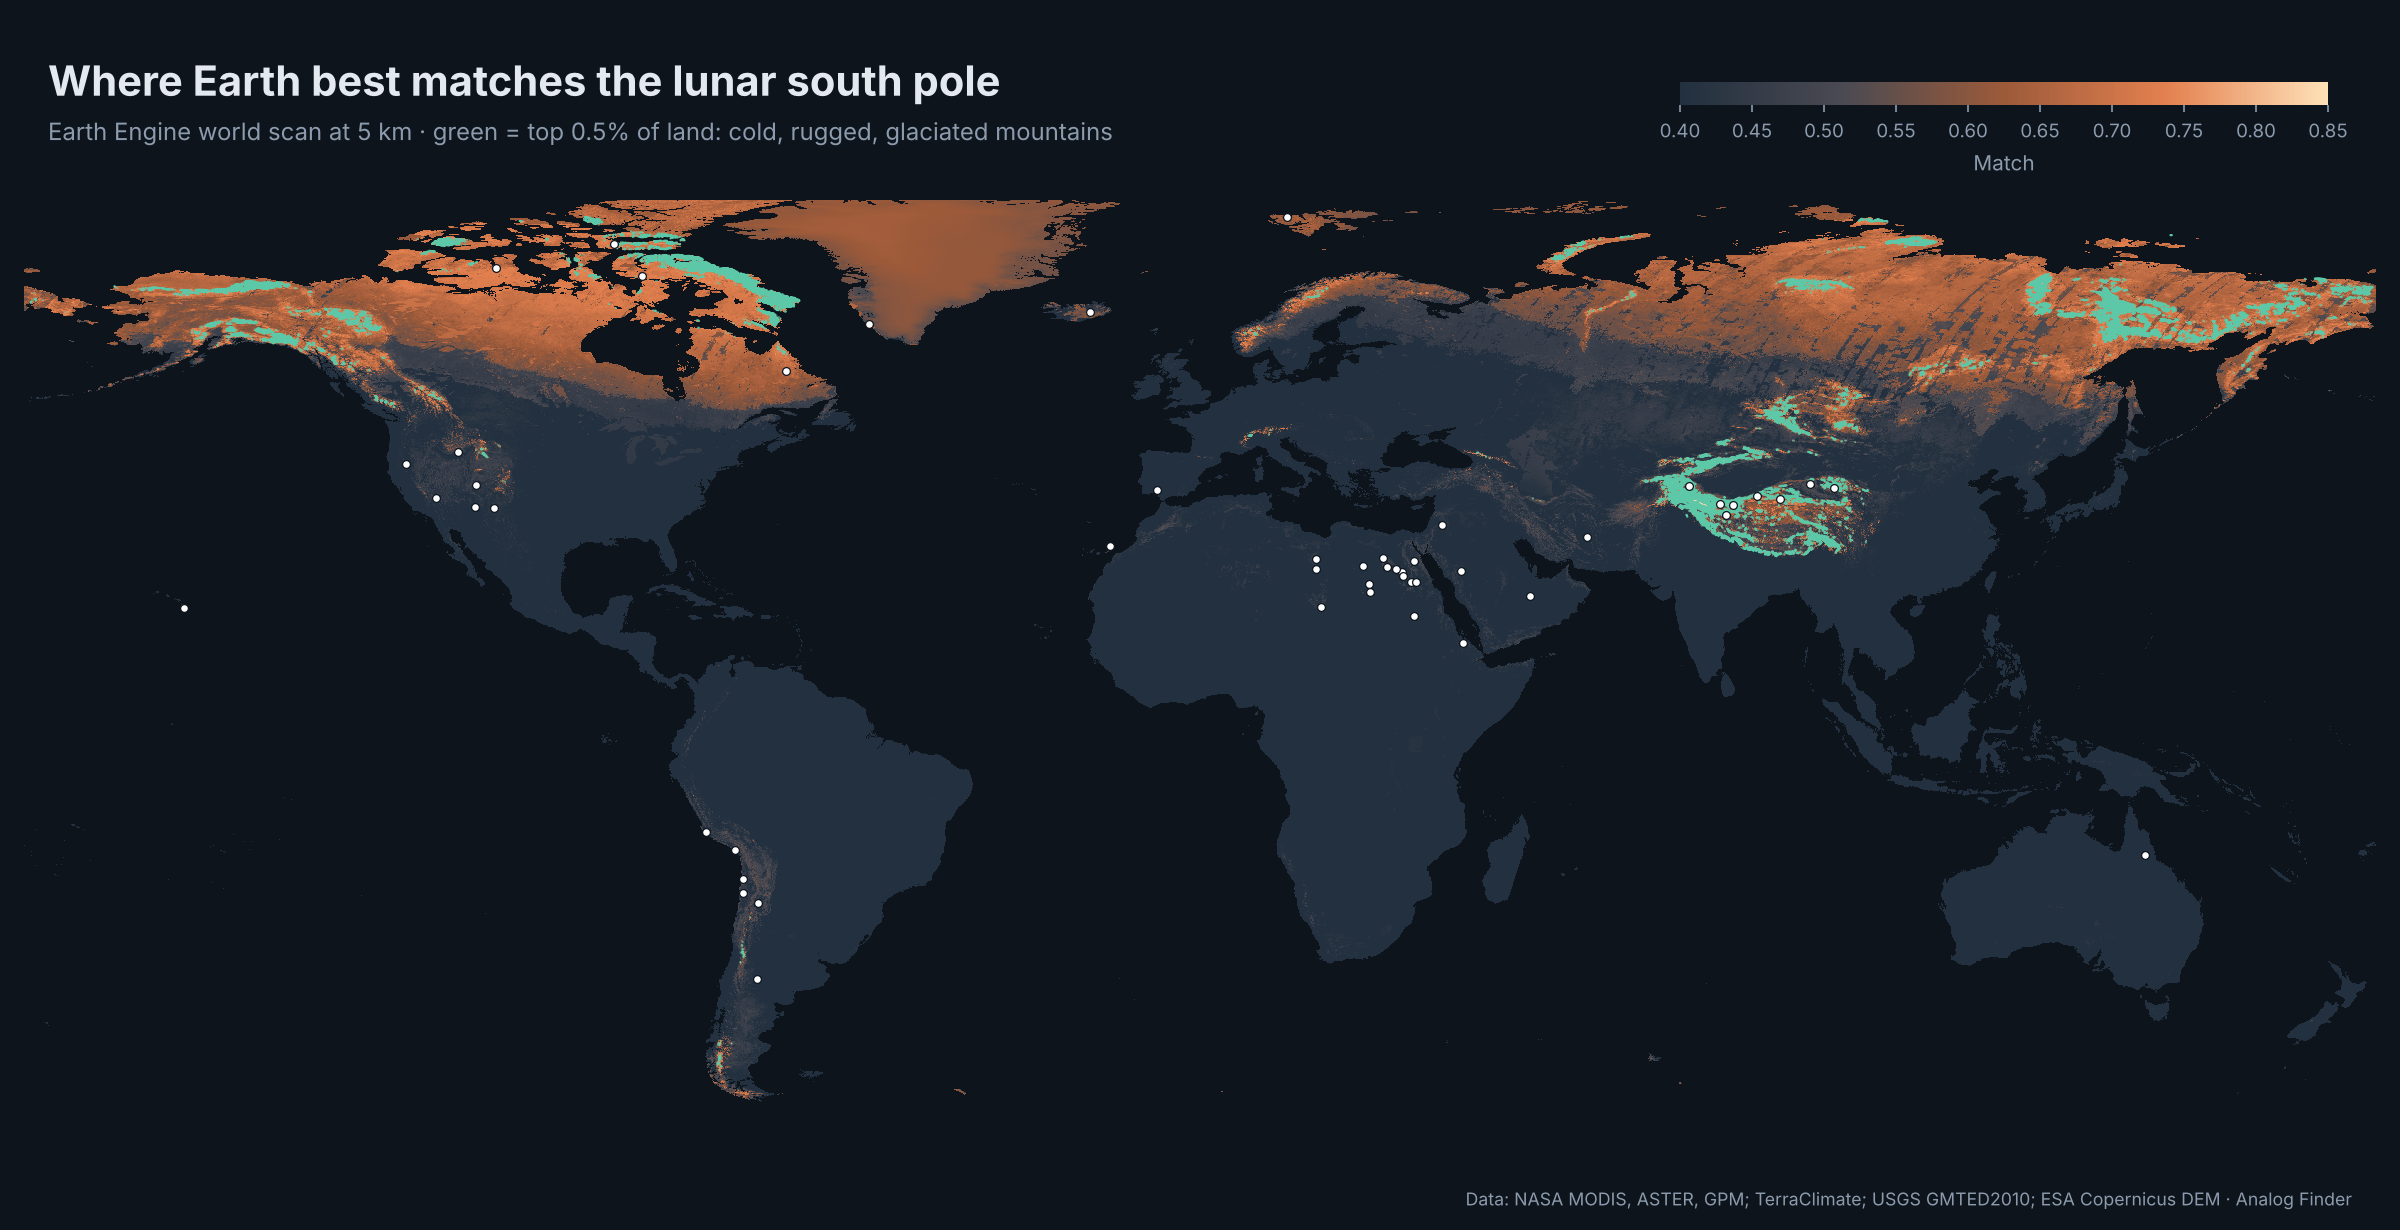 Where Earth best matches the lunar south pole
Earth Engine world scan at 5 km · green = top 0.5% of land: cold, rugged, glaciated mountains
0.40 0.45 0.50 0.55 0.60 0.65 0.70 0.75 0.80 0.85
Match
Data: NASA MODIS, ASTER, GPM; TerraClimate; USGS GMTED2010; ESA Copernicus DEM · Analog Finder